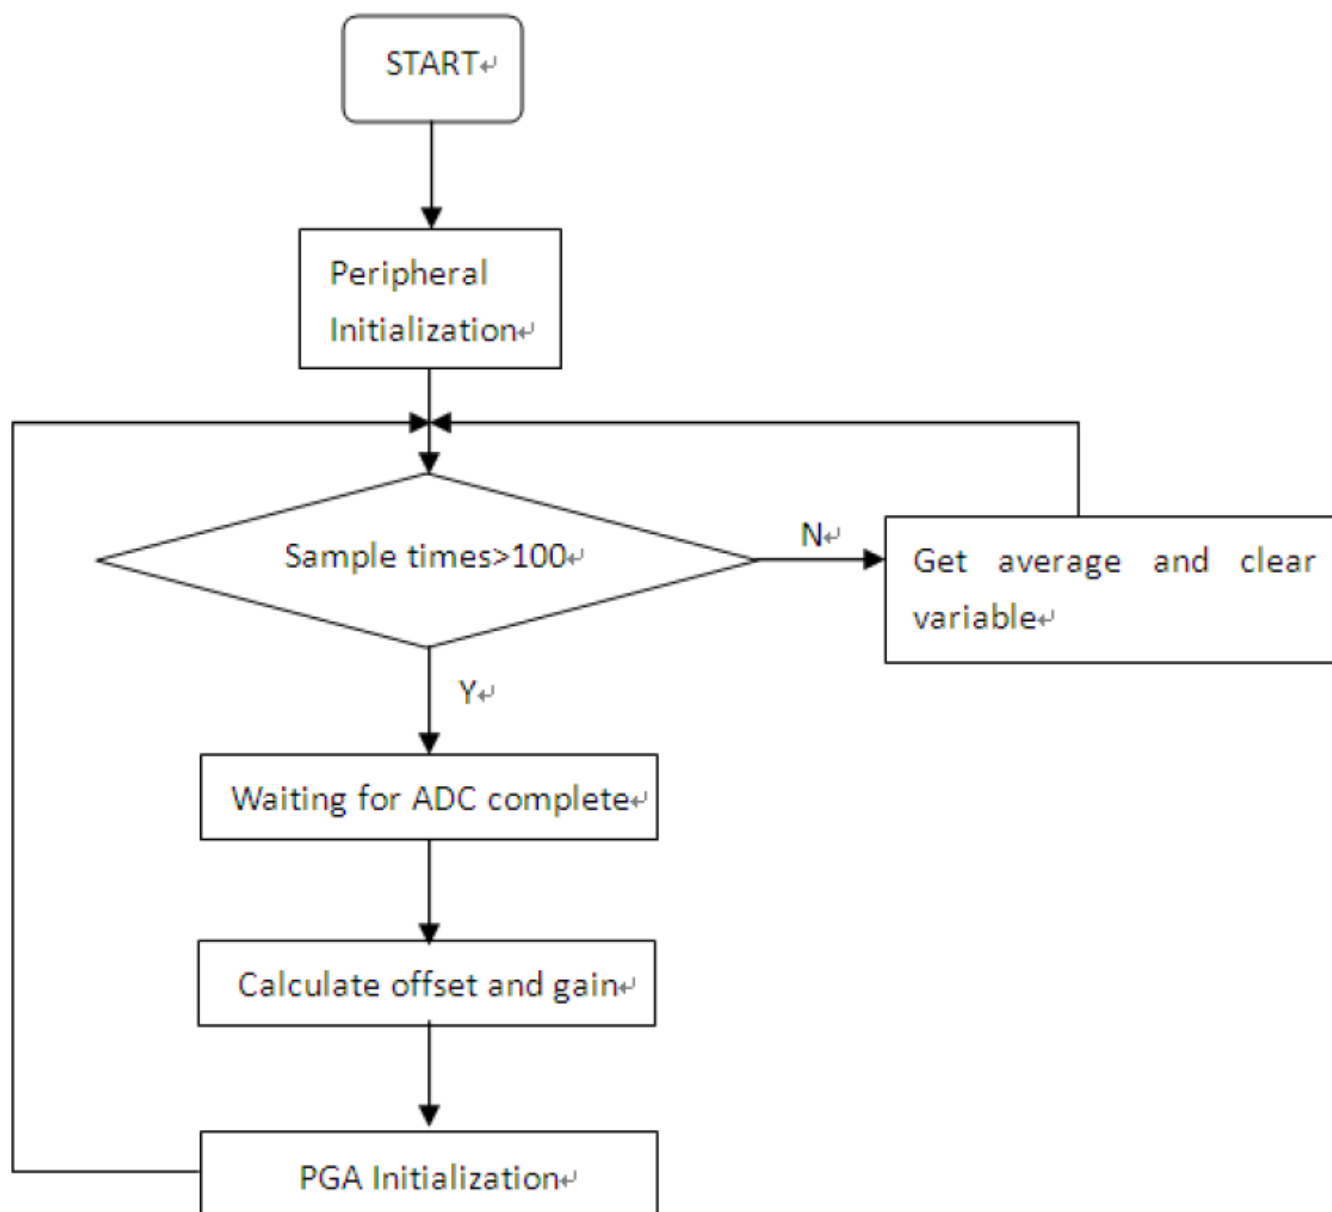 START↵
Peripheral
Initialization↵
Sample times>100↵
N↵
Get average and clear
variable↵
Y↵
Waiting for ADC complete↵
Calculate offset and gain↵
PGA Initialization↵